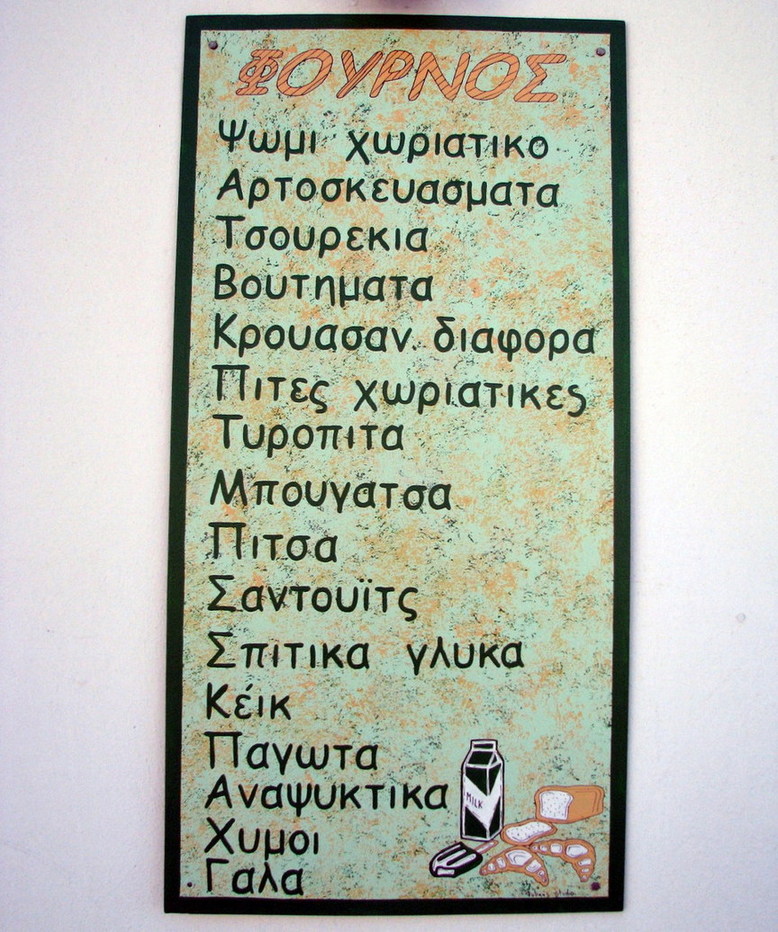 ΦΟΥΡΝΟΣ
Ψωμι χωριατικο
Αρτοσκευασματα
Τσουρεκια
Βουτηματα
Κρουασαν διαφορα
Πιτες χωριατικες
Τυροπιτα
Μπουγατσα
Πιτσα
Σαντουϊτς
Σπιτικα γλυκα
Κέικ
Παγωτα
Αναψυκτικα
MILK
Χυμοι
Γαλα